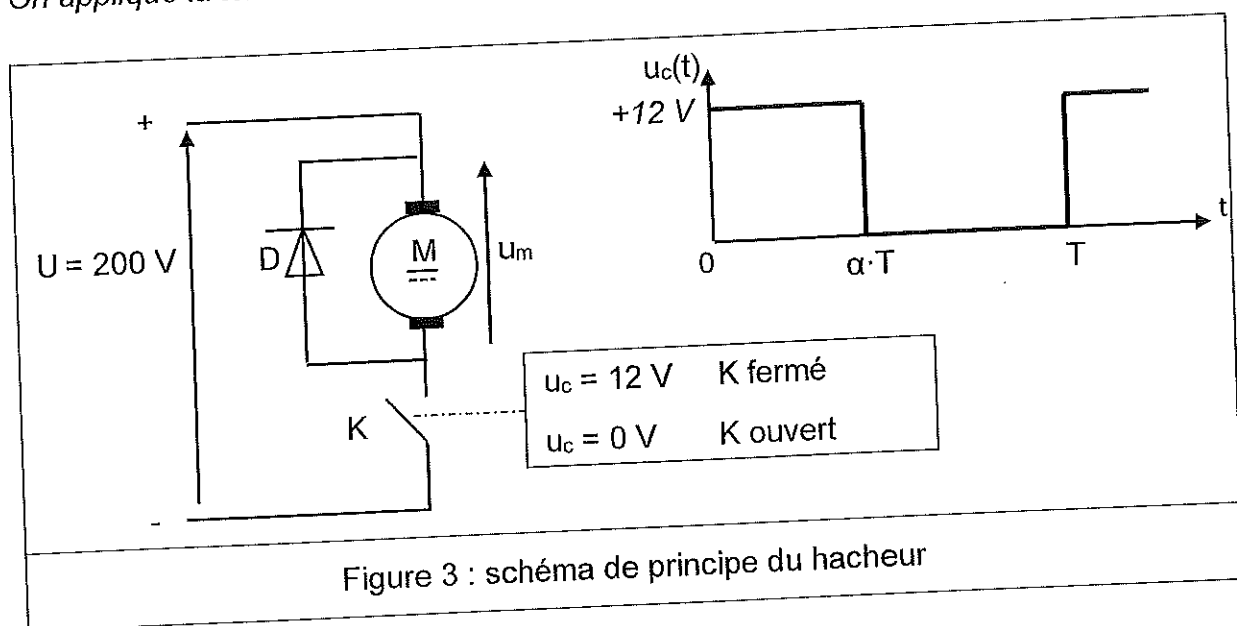 On applique
u_c(t)
+12 V
+
U = 200 V
D
M
u_m
0
α·T
T
t
u_c = 12 V K fermé
K
u_c = 0 V K ouvert
-
Figure 3 : schéma de principe du hacheur